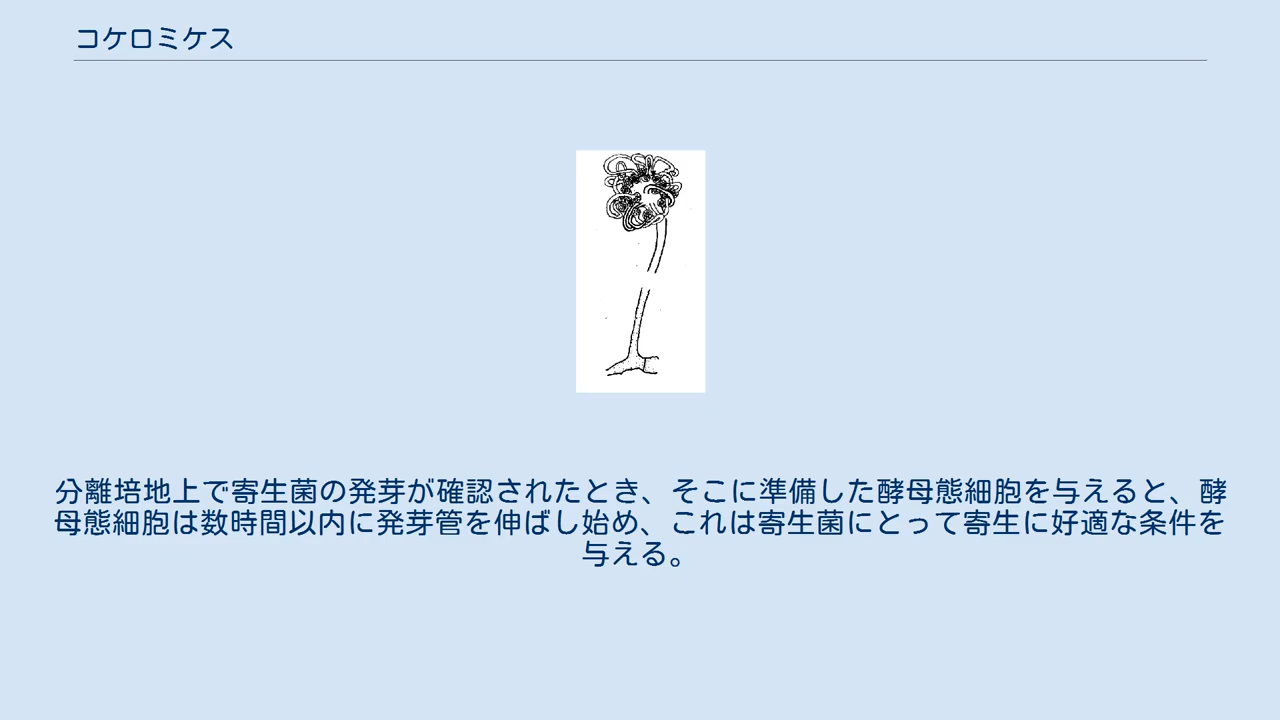 コケロミケス
分離培地上で寄生菌の発芽が確認されたとき、そこに準備した酵母態細胞を与えると、酵
母態細胞は数時間以内に発芽管を伸ばし始め、これは寄生菌にとって寄生に好適な条件を
与える。